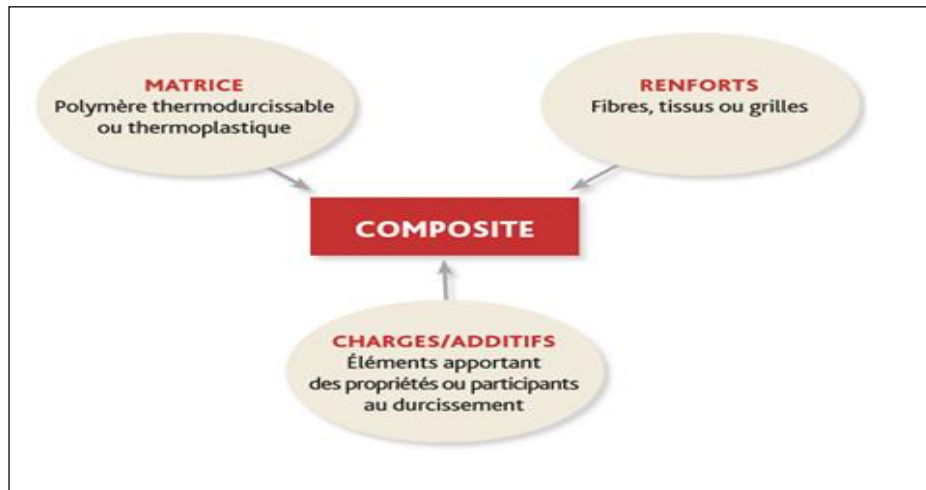 MATRICE
Polymère thermodurcissable
ou thermoplastique
RENFORTS
Fibres, tissus ou grilles
COMPOSITE
CHARGES/ADDITIFS
Éléments apportant
des propriétés ou participants
au durcissement